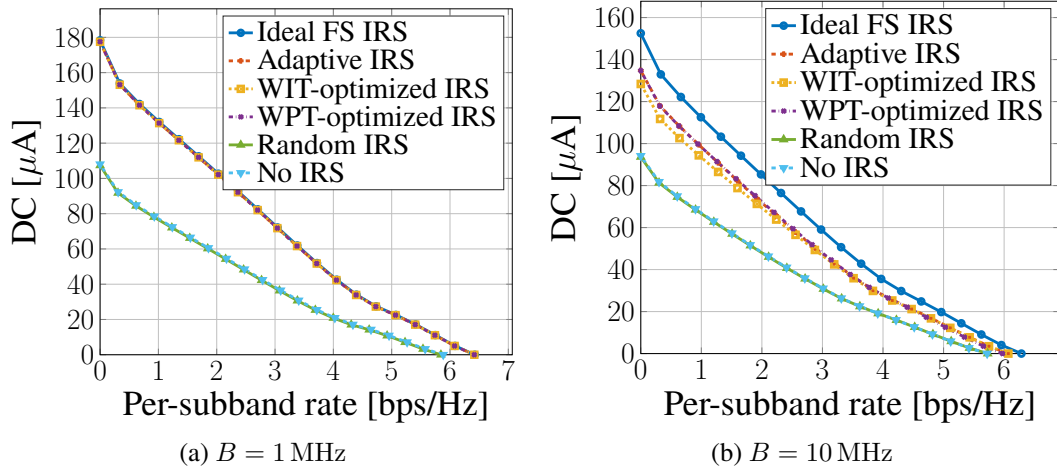 180
160
140
120
100
80
60
40
20
0
DC [μA]
0 1 2 3 4 5 6 7
Per-subband rate [bps/Hz]
Ideal FS IRS
Adaptive IRS
WIT-optimized IRS
WPT-optimized IRS
Random IRS
No IRS
(a) B = 1 MHz
160
140
120
100
80
60
40
20
0
DC [μA]
0 1 2 3 4 5 6
Per-subband rate [bps/Hz]
Ideal FS IRS
Adaptive IRS
WIT-optimized IRS
WPT-optimized IRS
Random IRS
No IRS
(b) B = 10 MHz